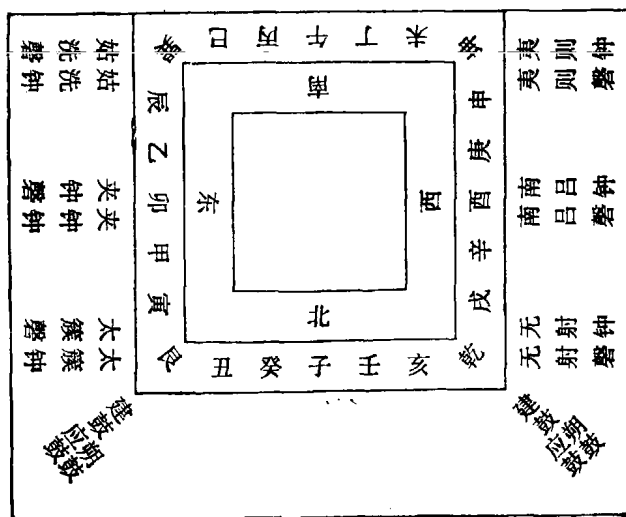 姑洗磬
姑洗钟
夹钟磬
夹钟钟
太簇磬
太簇钟
建鼓
朔鼓
应鼓
巽巳丙午丁未坤
辰乙卯甲寅
申庚酉辛戌
艮丑癸子壬亥乾
南
东
西
北
夷则钟
夷则磬
南吕钟
南吕磬
无射钟
无射磬
建鼓
朔鼓
应鼓